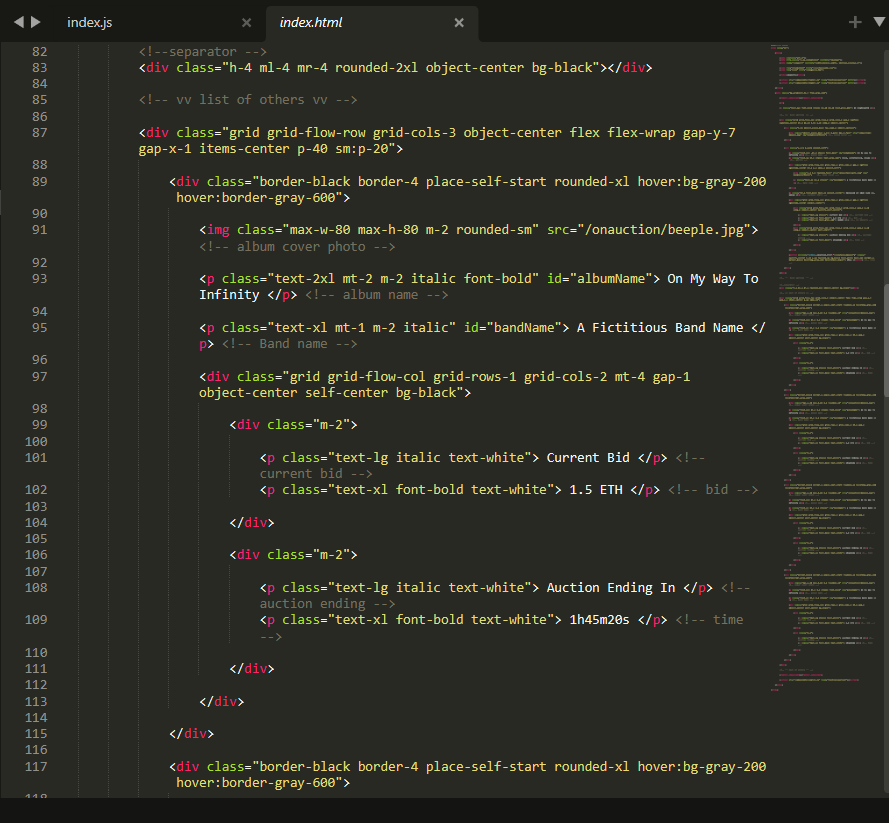 index.js
index.html
82 <!--separator -->
83 <div class="h-4 ml-4 mr-4 rounded-2xl object-center bg-black"></div>
84
85 <!-- vv list of others vv -->
86
87 <div class="grid grid-flow-row grid-cols-3 object-center flex flex-wrap gap-y-7
gap-x-1 items-center p-40 sm:p-20">
88
89 <div class="border-black border-4 place-self-start rounded-xl hover:bg-gray-200
hover:border-gray-600">
90
91 <img class="max-w-80 max-h-80 m-2 rounded-sm" src="/onauction/beeple.jpg">
<!-- album cover photo -->
92
93 <p class="text-2xl mt-2 m-2 italic font-bold" id="albumName"> On My Way To
Infinity </p> <!-- album name -->
94
95 <p class="text-xl mt-1 m-2 italic" id="bandName"> A Fictitious Band Name </
p> <!-- Band name -->
96
97 <div class="grid grid-flow-col grid-rows-1 grid-cols-2 mt-4 gap-1
object-center self-center bg-black">
98
99 <div class="m-2">
100
101 <p class="text-lg italic text-white"> Current Bid </p> <!--
current bid -->
102 <p class="text-xl font-bold text-white"> 1.5 ETH </p> <!-- bid -->
103
104 </div>
105
106 <div class="m-2">
107
108 <p class="text-lg italic text-white"> Auction Ending In </p> <!--
auction ending -->
109 <p class="text-xl font-bold text-white"> 1h45m20s </p> <!-- time
-->
110
111 </div>
112
113 </div>
114
115 </div>
116
117 <div class="border-black border-4 place-self-start rounded-xl hover:bg-gray-200
hover:border-gray-600">
118